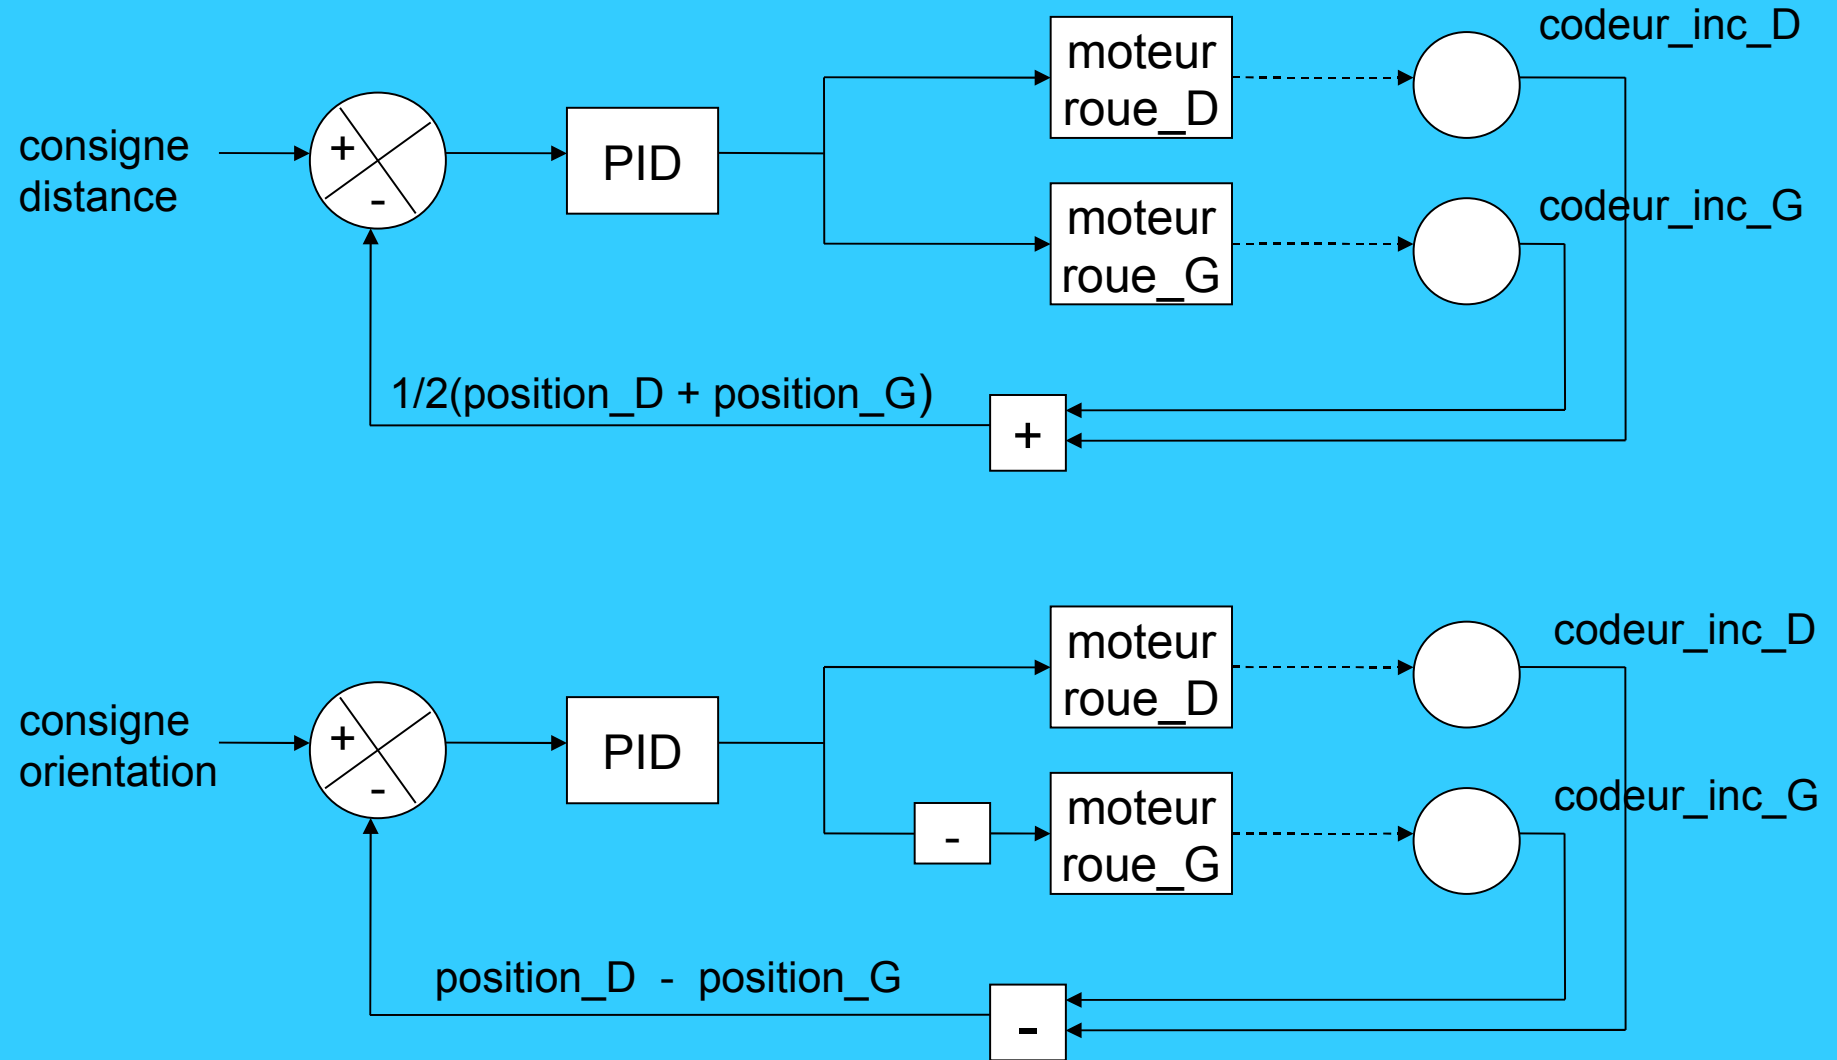 codeur_inc_D
moteur
roue_D
consigne
distance
+
-
PID
codeur_inc_G
moteur
roue_G
1/2(position_D + position_G)
+
codeur_inc_D
moteur
roue_D
consigne
orientation
+
-
PID
codeur_inc_G
-
moteur
roue_G
position_D - position_G
-